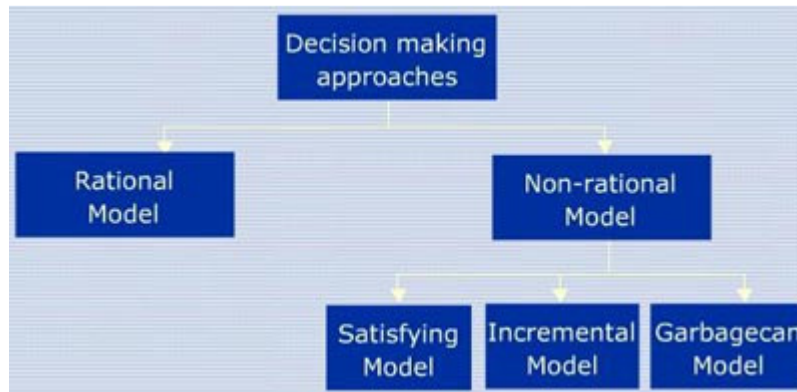 Decision making
approaches
Rational
Model
Non-rational
Model
Satisfying
Model
Incremental
Model
Garbagecan
Model